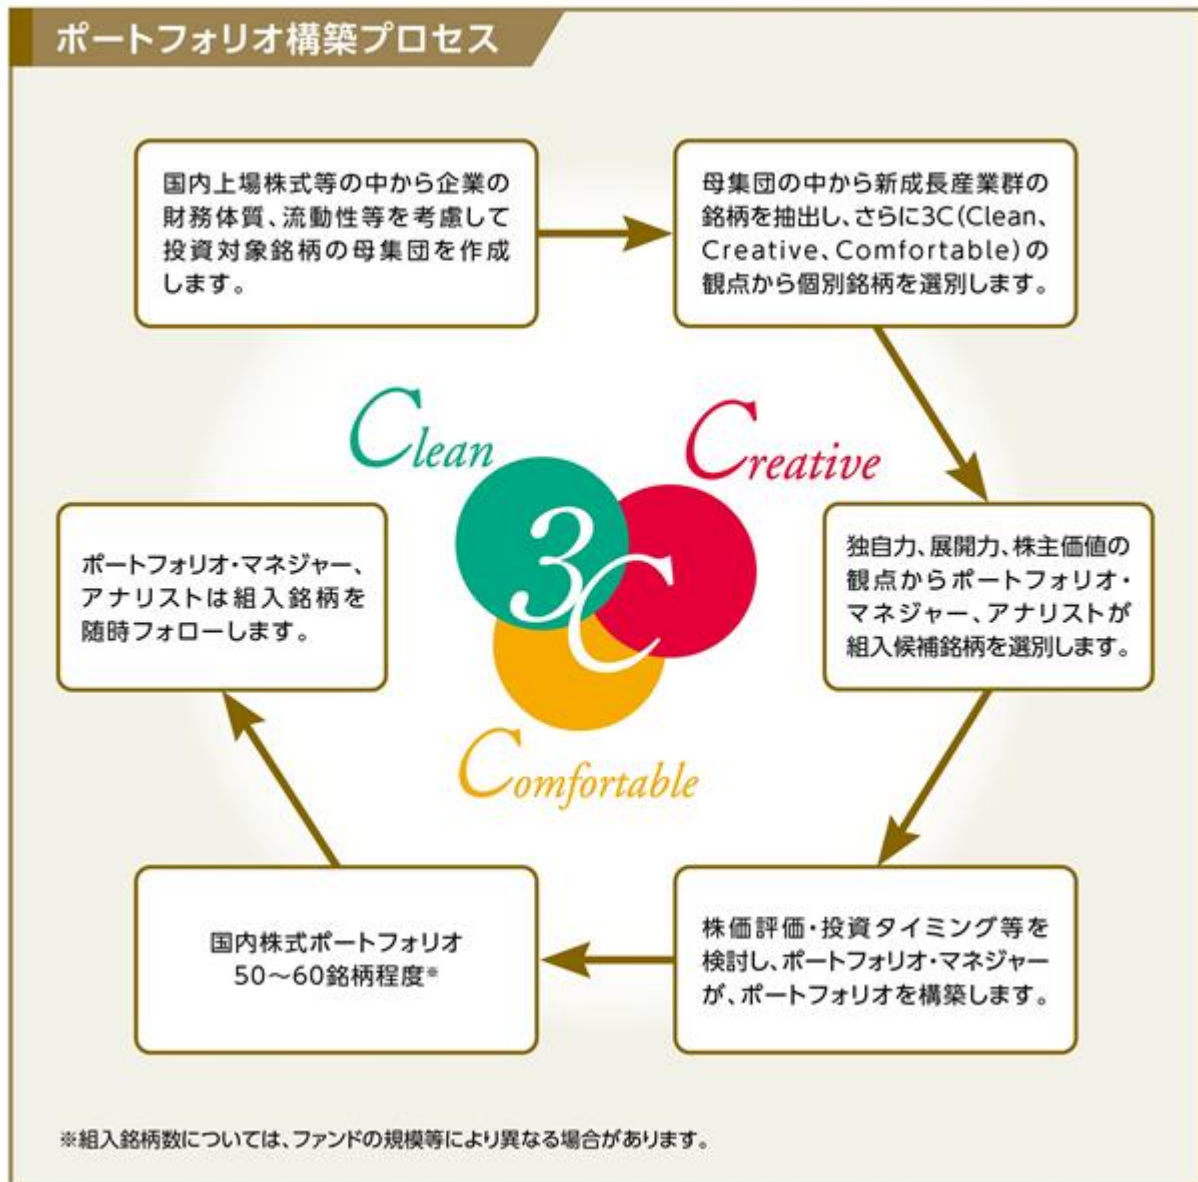 ポートフォリオ構築プロセス
国内上場株式等の中から企業の
財務体質、流動性等を考慮して
投資対象銘柄の母集団を作成
します。
母集団の中から新成長産業群の
銘柄を抽出し、さらに3C(Clean、
Creative、Comfortable)の
観点から個別銘柄を選別します。
Clean
Creative
3C
Comfortable
独自力、展開力、株主価値の
観点からポートフォリオ・
マネジャー、アナリストが
組入候補銘柄を選別します。
株価評価・投資タイミング等を
検討し、ポートフォリオ・マネジャー
が、ポートフォリオを構築します。
国内株式ポートフォリオ
50〜60銘柄程度※
ポートフォリオ・マネジャー、
アナリストは組入銘柄を
随時フォローします。
※組入銘柄数については、ファンドの規模等により異なる場合があります。